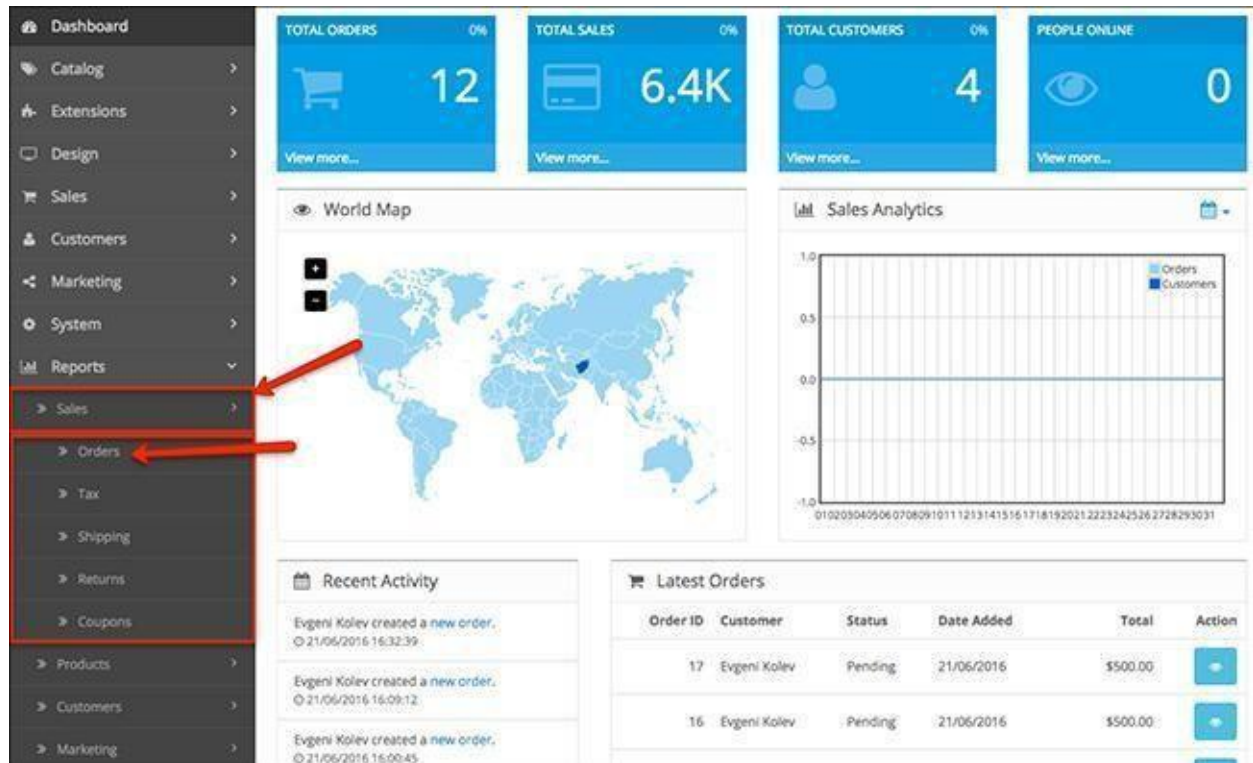 Dashboard
Catalog
Extensions
Design
Sales
Customers
Marketing
System
Reports
Sales
Orders
Tax
Shipping
Returns
Coupons
Products
Customers
Marketing
TOTAL ORDERS 0%
12
View more...
TOTAL SALES 0%
6.4K
View more...
TOTAL CUSTOMERS 0%
4
View more...
PEOPLE ONLINE
0
View more...
World Map
+
-
Sales Analytics
Orders
Customers
1.0
0.5
0.0
-0.5
-1.0
01020304050607080910111213141516171819202122232425262728293031
Recent Activity
Evgeni Kolev created a new order.
21/06/2016 16:32:39
Evgeni Kolev created a new order.
21/06/2016 16:09:12
Evgeni Kolev created a new order.
21/06/2016 16:00:45
Latest Orders
Order ID Customer Status Date Added Total Action
17 Evgeni Kolev Pending 21/06/2016 $500.00
16 Evgeni Kolev Pending 21/06/2016 $500.00